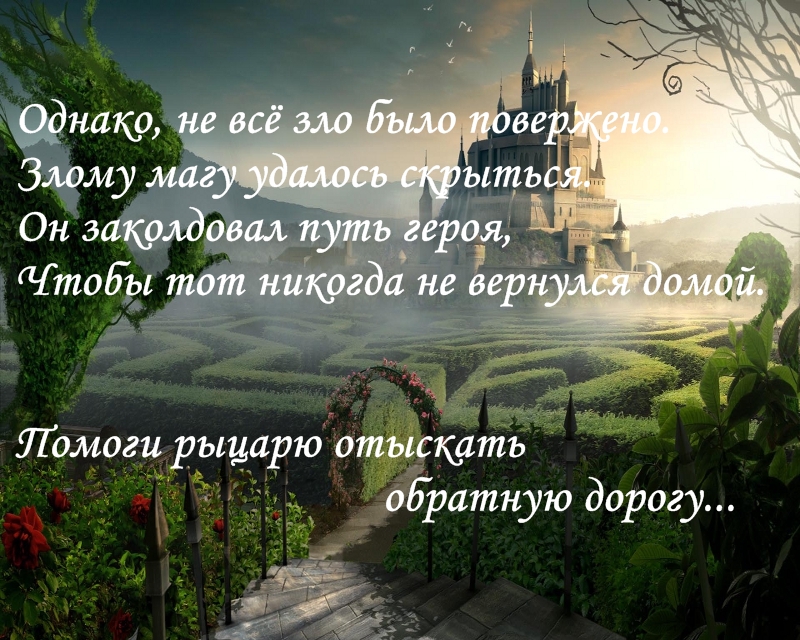 Однако, не всё зло было повержено.
Злому магу удалось скрыться.
Он заколдовал путь героя,
Чтобы тот никогда не вернулся домой.
Помоги рыцарю отыскать
обратную дорогу...